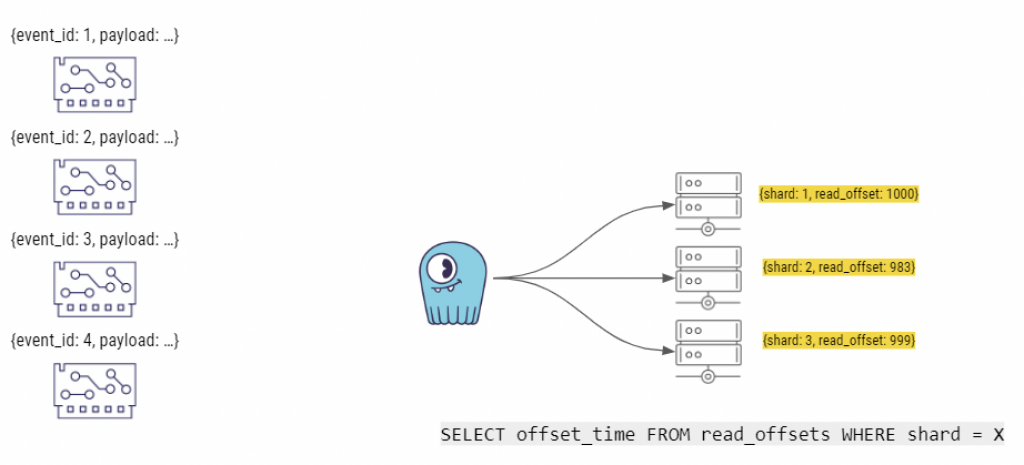 {event_id: 1, payload: …}
{event_id: 2, payload: …}
{event_id: 3, payload: …}
{event_id: 4, payload: …}
{shard: 1, read_offset: 1000}
{shard: 2, read_offset: 983}
{shard: 3, read_offset: 999}
SELECT offset_time FROM read_offsets WHERE shard = X